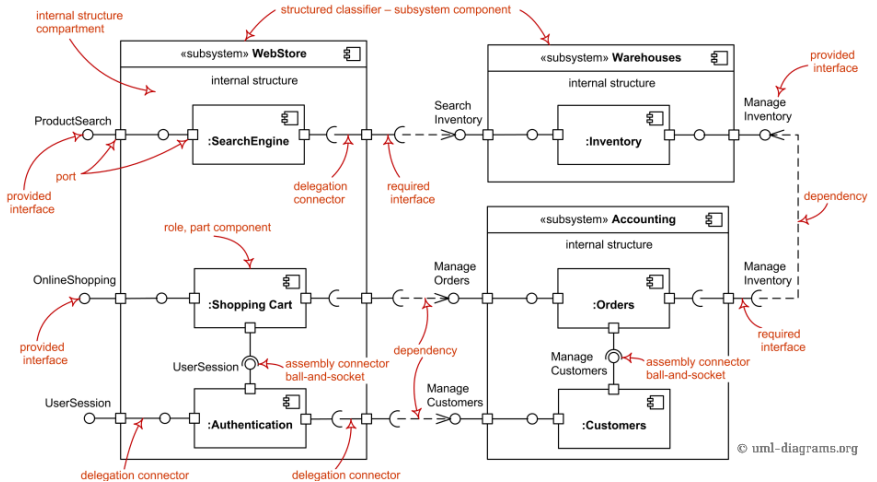 structured classifier – subsystem component
internal structure
compartment
«subsystem» WebStore
internal structure
«subsystem» Warehouses
internal structure
provided
interface
ProductSearch
:SearchEngine
Search
Inventory
:Inventory
Manage
Inventory
port
provided
interface
delegation
connector
required
interface
dependency
role, part component
«subsystem» Accounting
internal structure
OnlineShopping
:Shopping Cart
Manage
Orders
:Orders
Manage
Inventory
provided
interface
UserSession
assembly connector
ball-and-socket
dependency
Manage
Customers
assembly connector
ball-and-socket
required
interface
UserSession
:Authentication
Manage
Customers
:Customers
delegation connector
delegation connector
© uml-diagrams.org